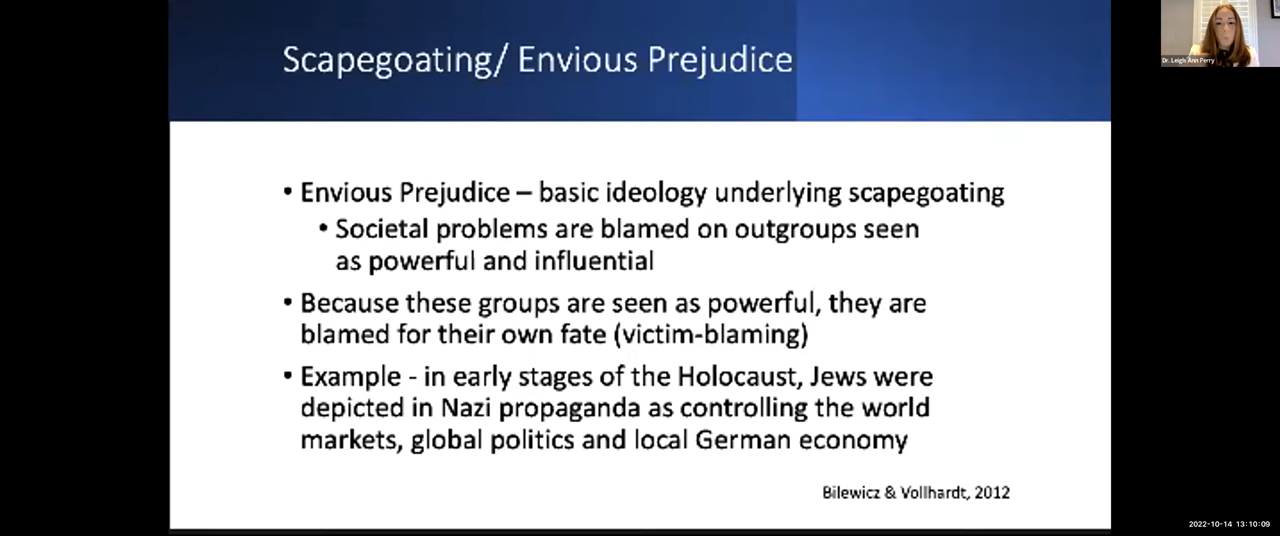 Scapegoating/ Envious Prejudice
• Envious Prejudice – basic ideology underlying scapegoating
• Societal problems are blamed on outgroups seen
as powerful and influential
• Because these groups are seen as powerful, they are
blamed for their own fate (victim-blaming)
• Example - in early stages of the Holocaust, Jews were
depicted in Nazi propaganda as controlling the world
markets, global politics and local German economy
Bilewicz & Vollhardt, 2012
Dr. Leigh Ann Perry
2022-10-14 13:10:09